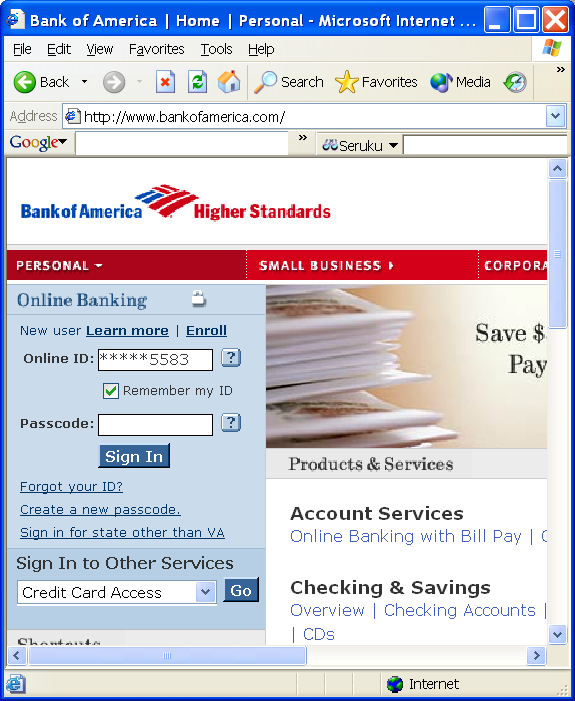 Bank of America | Home | Personal - Microsoft Internet ...
File Edit View Favorites Tools Help
Back Search Favorites Media »
Address http://www.bankofamerica.com/
Google » Seruku
Bank of America Higher Standards
PERSONAL SMALL BUSINESS CORPORA
Online Banking
New user Learn more | Enroll
Online ID: *****5583 ?
Remember my ID
Passcode: ?
Sign In
Forgot your ID?
Create a new passcode.
Sign in for state other than VA
Sign In to Other Services
Credit Card Access Go
Shortcuts
Save $
Pay
Products & Services
Account Services
Online Banking with Bill Pay |
Checking & Savings
Overview | Checking Accounts |
| CDs
Internet